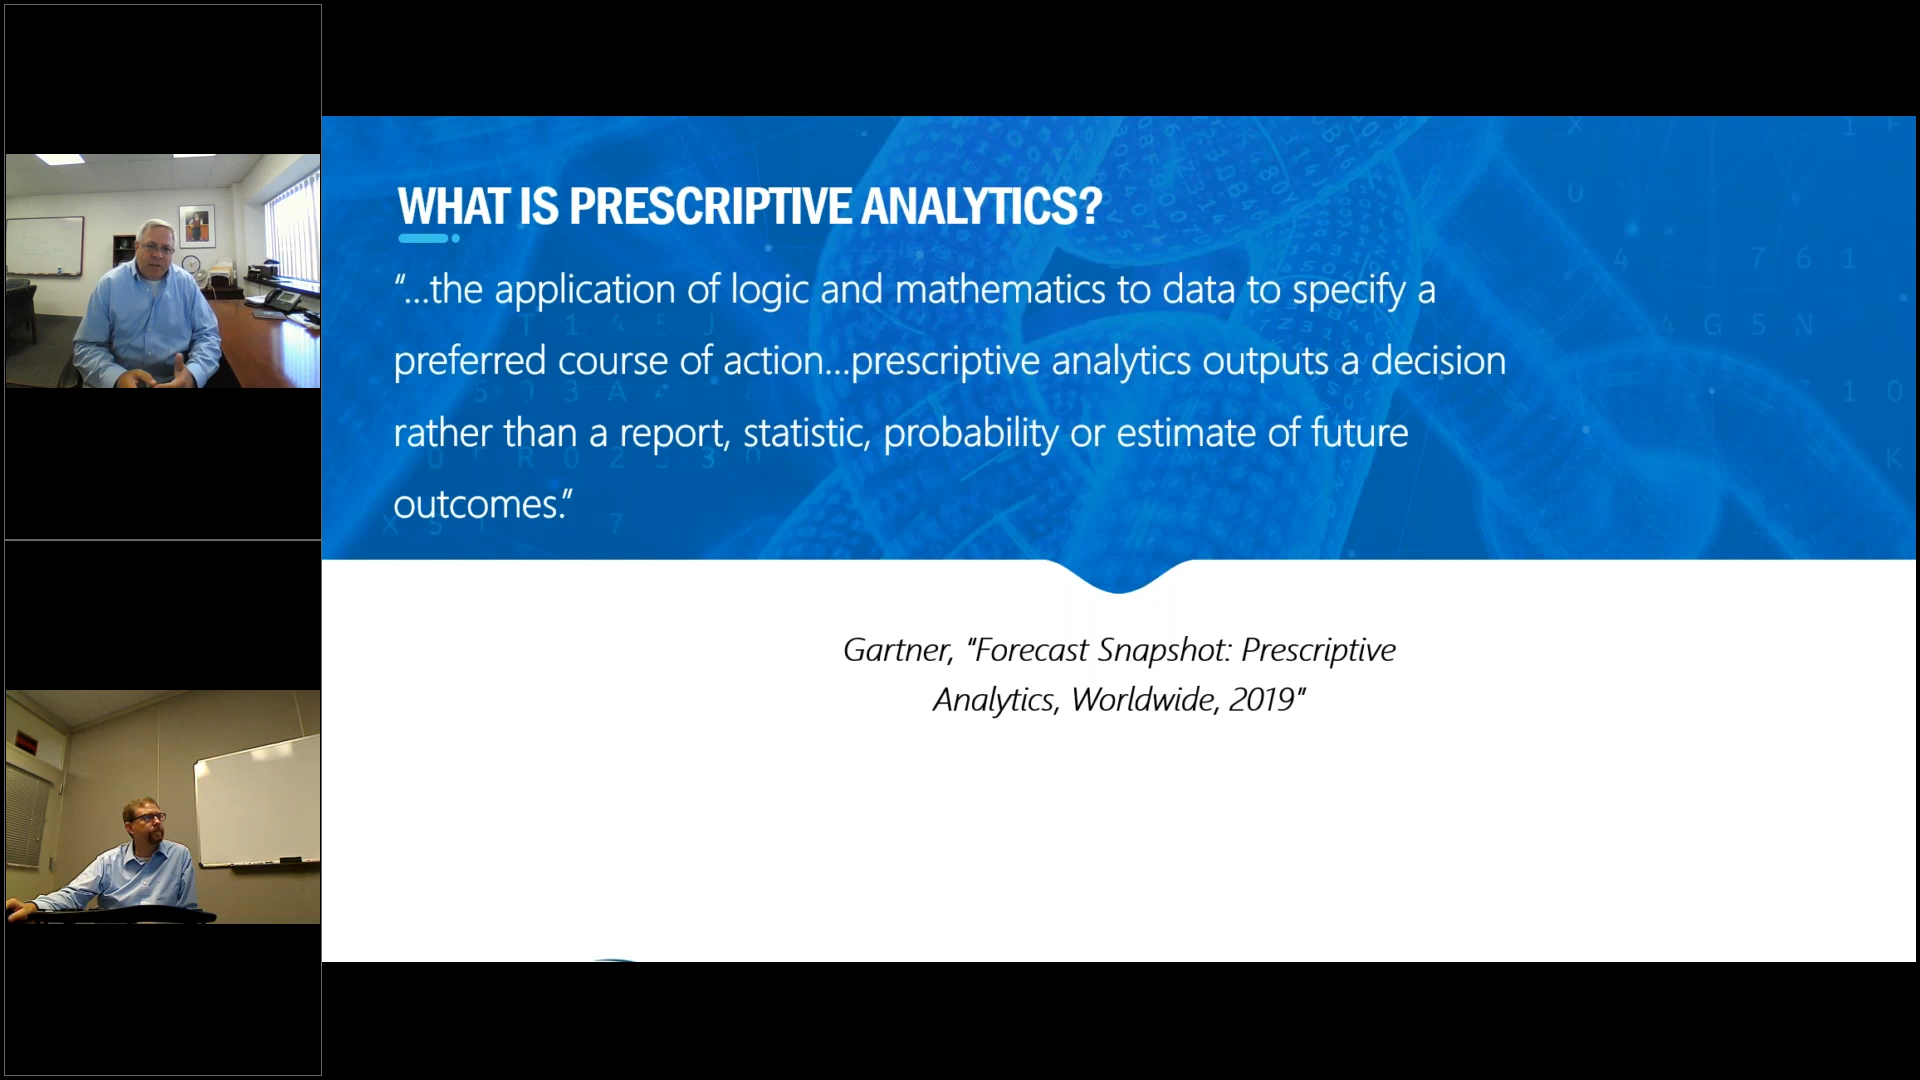 WHAT IS PRESCRIPTIVE ANALYTICS?
“...the application of logic and mathematics to data to specify a
preferred course of action...prescriptive analytics outputs a decision
rather than a report, statistic, probability or estimate of future
outcomes.”
Gartner, "Forecast Snapshot: Prescriptive
Analytics, Worldwide, 2019"